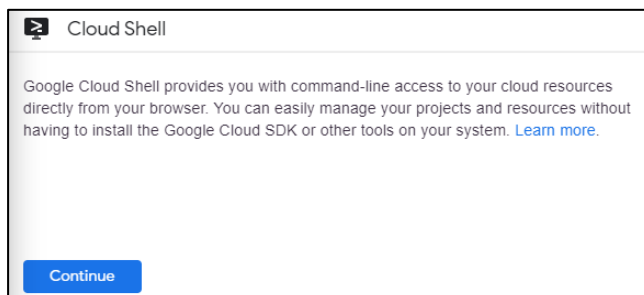 Cloud Shell
Google Cloud Shell provides you with command-line access to your cloud resources
directly from your browser. You can easily manage your projects and resources without
having to install the Google Cloud SDK or other tools on your system. Learn more.
Continue